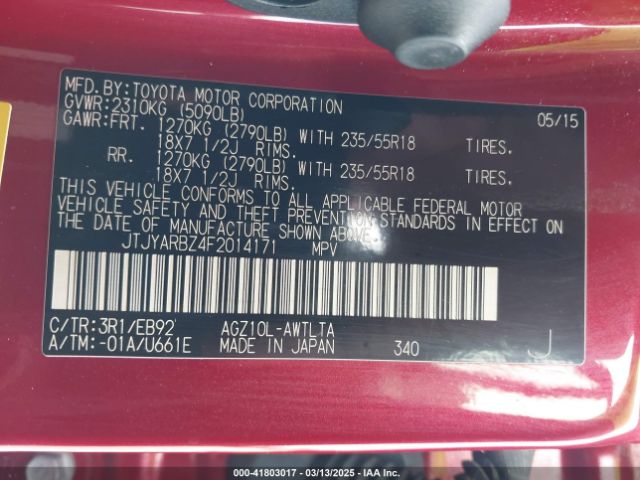 MFD.BY:TOYOTA MOTOR CORPORATION 05/15
GVWR:2310KG (5090LB)
GAWR:FRT. 1270KG (2790LB) WITH 235/55R18 TIRES.
18X7 1/2J RIMS.
RR. 1270KG (2790LB) WITH 235/55R18 TIRES.
18X7 1/2J RIMS.
THIS VEHICLE CONFORMS TO ALL APPLICABLE FEDERAL MOTOR
VEHICLE SAFETY AND THEFT PREVENTION STANDARDS IN EFFECT ON
THE DATE OF MANUFACTURE SHOWN ABOVE.
JTJYARBZ4F2014171 MPV
C/TR:3R1/EB92 AGZ10L-AWTLTA
A/TM:-01A/U661E MADE IN JAPAN 340 J
000-41803017 - 03/13/2025 - IAA Inc.